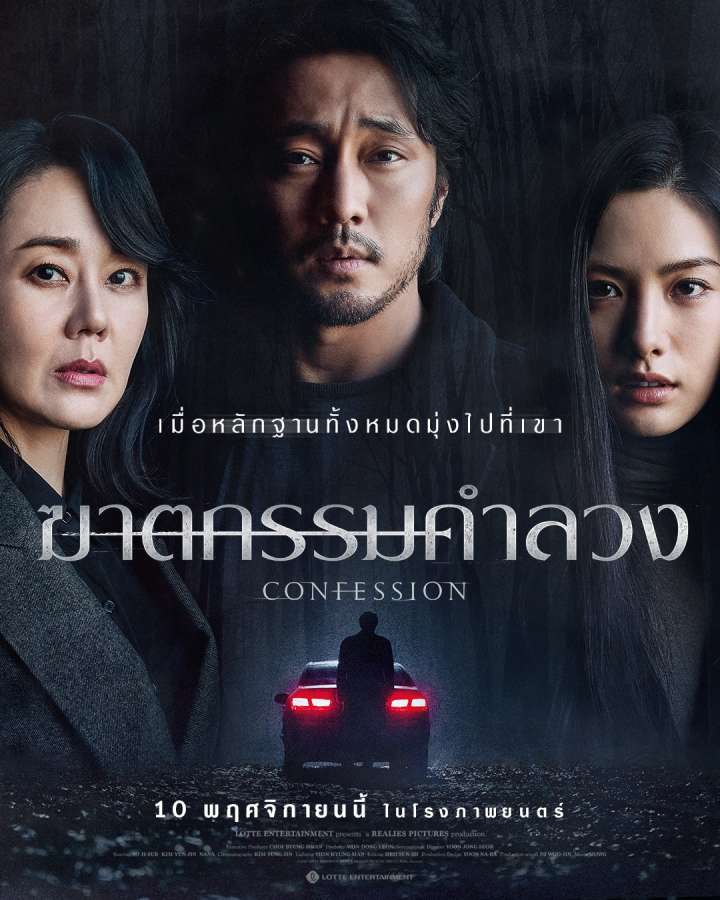 เมื่อหลักฐานทั้งหมดมุ่งไปที่เขา
ฆาตกรรมคำลวง
CONFESSION
10 พฤศจิกายนนี้ ในโรงภาพยนตร์
LOTTE ENTERTAINMENT presents a REALIES PICTURES production
LOTTE ENTERTAINMENT